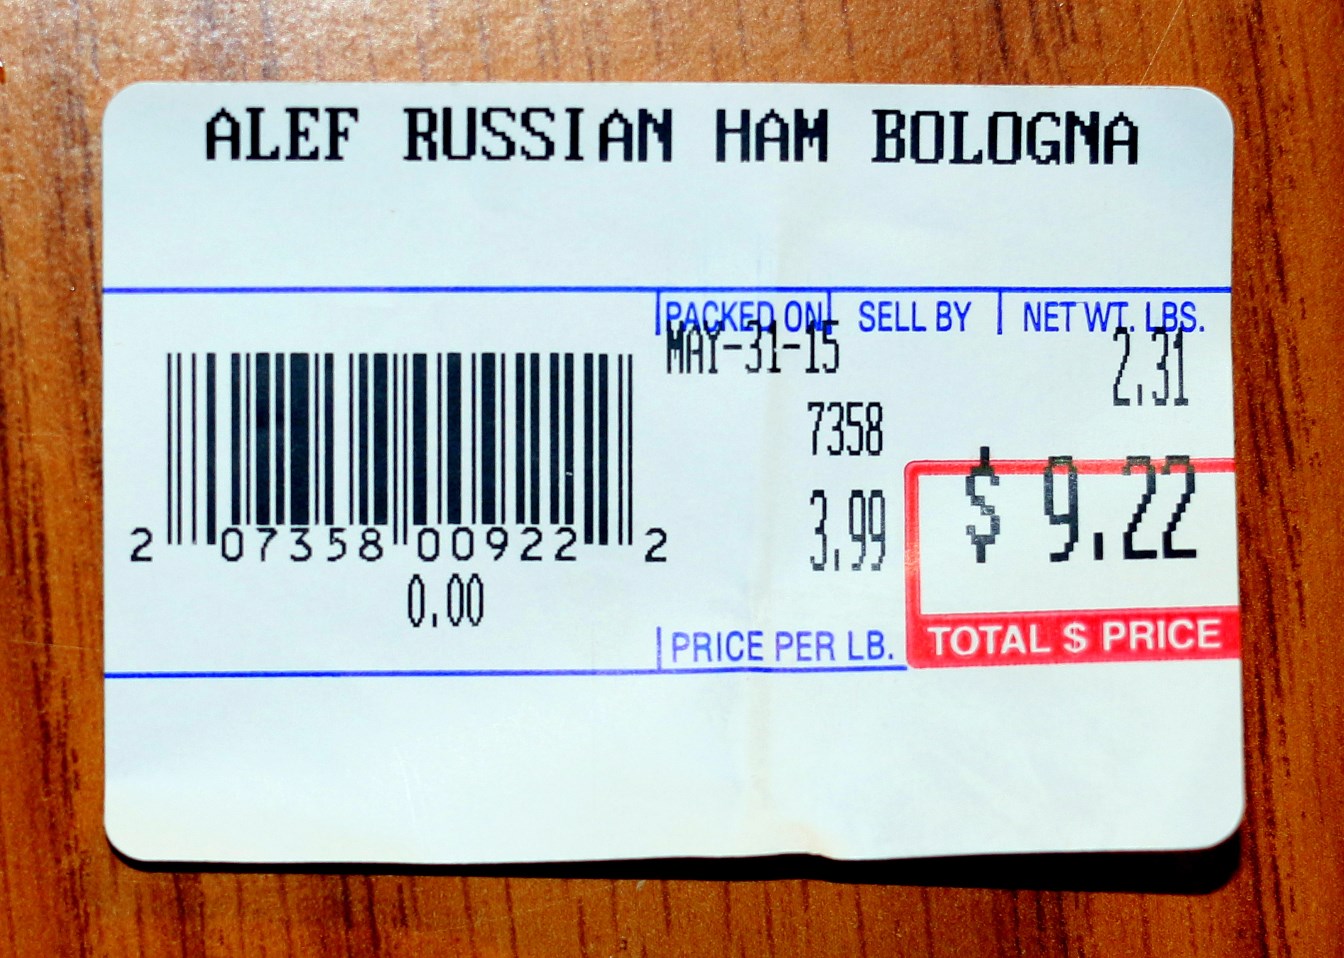 ALEF RUSSIAN HAM BOLOGNA
PACKED ON SELL BY NET WT. LBS.
MAY-31-15 2.31
7358
3.99 $ 9.22
2 07358 00922 2
0.00
PRICE PER LB. TOTAL $ PRICE